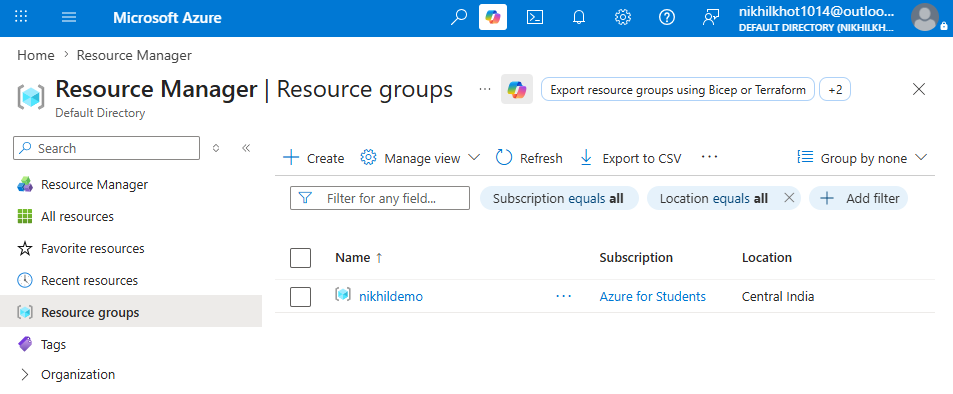 Microsoft Azure
nikhilkhot1014@outloo...
DEFAULT DIRECTORY (NIKHILKH...
Home > Resource Manager
Resource Manager | Resource groups ...
Export resource groups using Bicep or Terraform
+2
Default Directory
Search
Resource Manager
All resources
Favorite resources
Recent resources
Resource groups
Tags
Organization
Create Manage view Refresh Export to CSV ... Group by none
Filter for any field... Subscription equals all Location equals all Add filter
Name ↑ Subscription Location
nikhildemo ... Azure for Students Central India